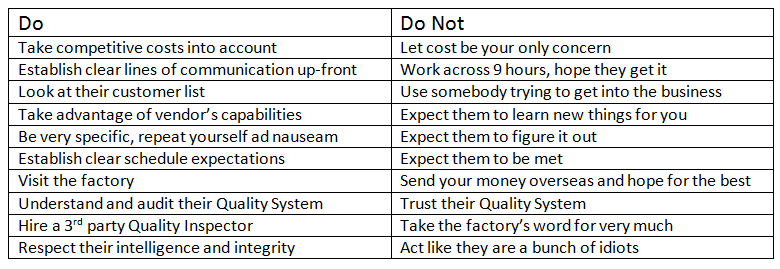 Do Do Not
Take competitive costs into account Let cost be your only concern
Establish clear lines of communication up-front Work across 9 hours, hope they get it
Look at their customer list Use somebody trying to get into the business
Take advantage of vendor's capabilities Expect them to learn new things for you
Be very specific, repeat yourself ad nauseam Expect them to figure it out
Establish clear schedule expectations Expect them to be met
Visit the factory Send your money overseas and hope for the best
Understand and audit their Quality System Trust their Quality System
Hire a 3rd party Quality Inspector Take the factory's word for very much
Respect their intelligence and integrity Act like they are a bunch of idiots